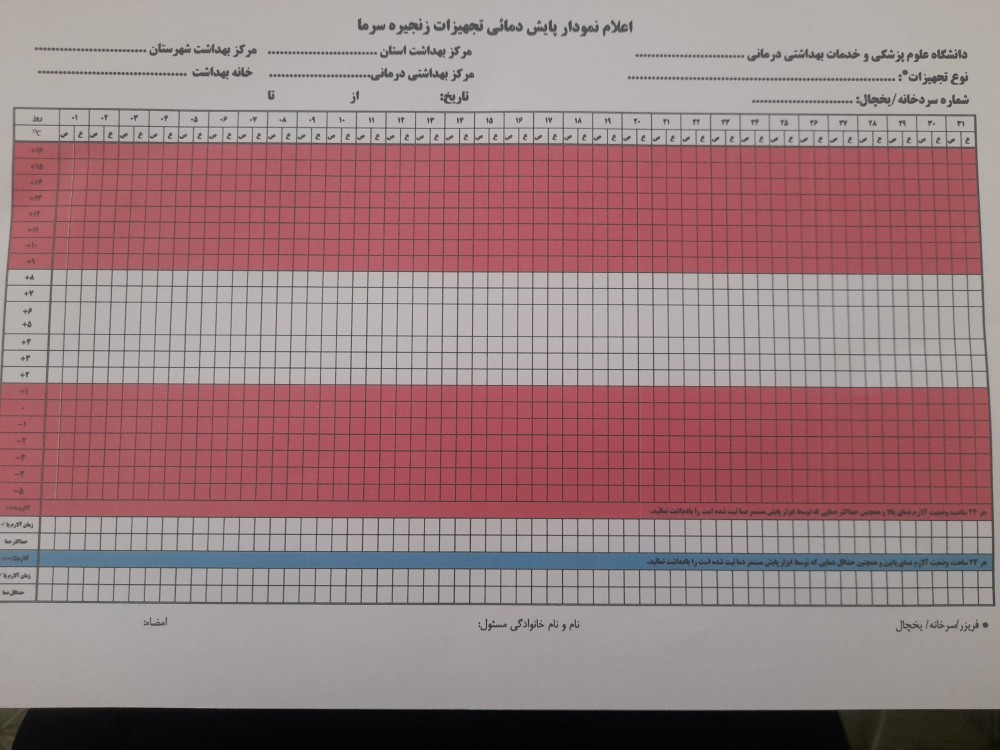 اعلام نمودار پایش دمائی تجهیزات زنجیره سرما
دانشگاه علوم پزشکی و خدمات بهداشتی درمانی .......................... مرکز بهداشت استان .......................... مرکز بهداشت شهرستان ..........................
نوع تجهیزات*: ................................................................ مرکز بهداشتی درمانی......................... خانه بهداشت ....................................
شماره سردخانه/یخچال: ........................ تاریخ: از تا
روز ۰۱ ۰۲ ۰۳ ۰۴ ۰۵ ۰۶ ۰۷ ۰۸ ۰۹ ۱۰ ۱۱ ۱۲ ۱۳ ۱۴ ۱۵ ۱۶ ۱۷ ۱۸ ۱۹ ۲۰ ۲۱ ۲۲ ۲۳ ۲۴ ۲۵ ۲۶ ۲۷ ۲۸ ۲۹ ۳۰ ۳۱
°C ص ع ص ع ص ع ص ع ص ع ص ع ص ع ص ع ص ع ص ع ص ع ص ع ص ع ص ع ص ع ص ع ص ع ص ع ص ع ص ع ص ع ص ع ص ع ص ع ص ع ص ع ص ع ص ع ص ع ص ع ص ع
+۱۶
+۱۵
+۱۴
+۱۳
+۱۲
+۱۱
+۱۰
+۹
+۸
+۷
+۶
+۵
+۴
+۳
+۲
+۱
۰
-۱
-۲
-۳
-۴
-۵
هر ۲۴ ساعت، وضعیت آلارم دمای بالا و همچنین حداکثر دمایی که توسط ابزار پایش مستمر دما ثبت شده است را یادداشت نمائید.
زمان آلارم یا ✓
حداکثر دما
هر ۲۴ ساعت، وضعیت آلارم دمای پایین و همچنین حداقل دمایی که توسط ابزار پایش مستمر دما ثبت شده است را یادداشت نمائید.
زمان آلارم یا ✓
حداقل دما
* فریزر/سرخانه/ یخچال نام و نام خانوادگی مسئول: امضاء: